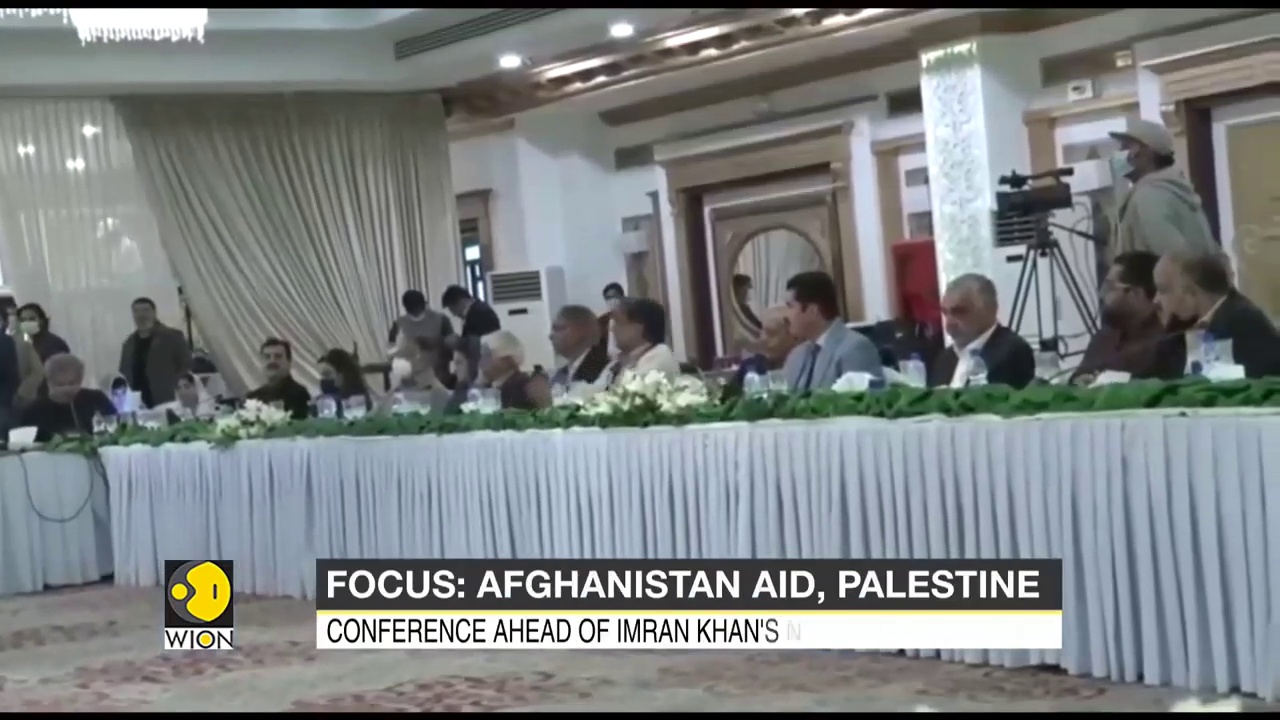 FOCUS: AFGHANISTAN AID, PALESTINE
CONFERENCE AHEAD OF IMRAN KHAN'S N
WION